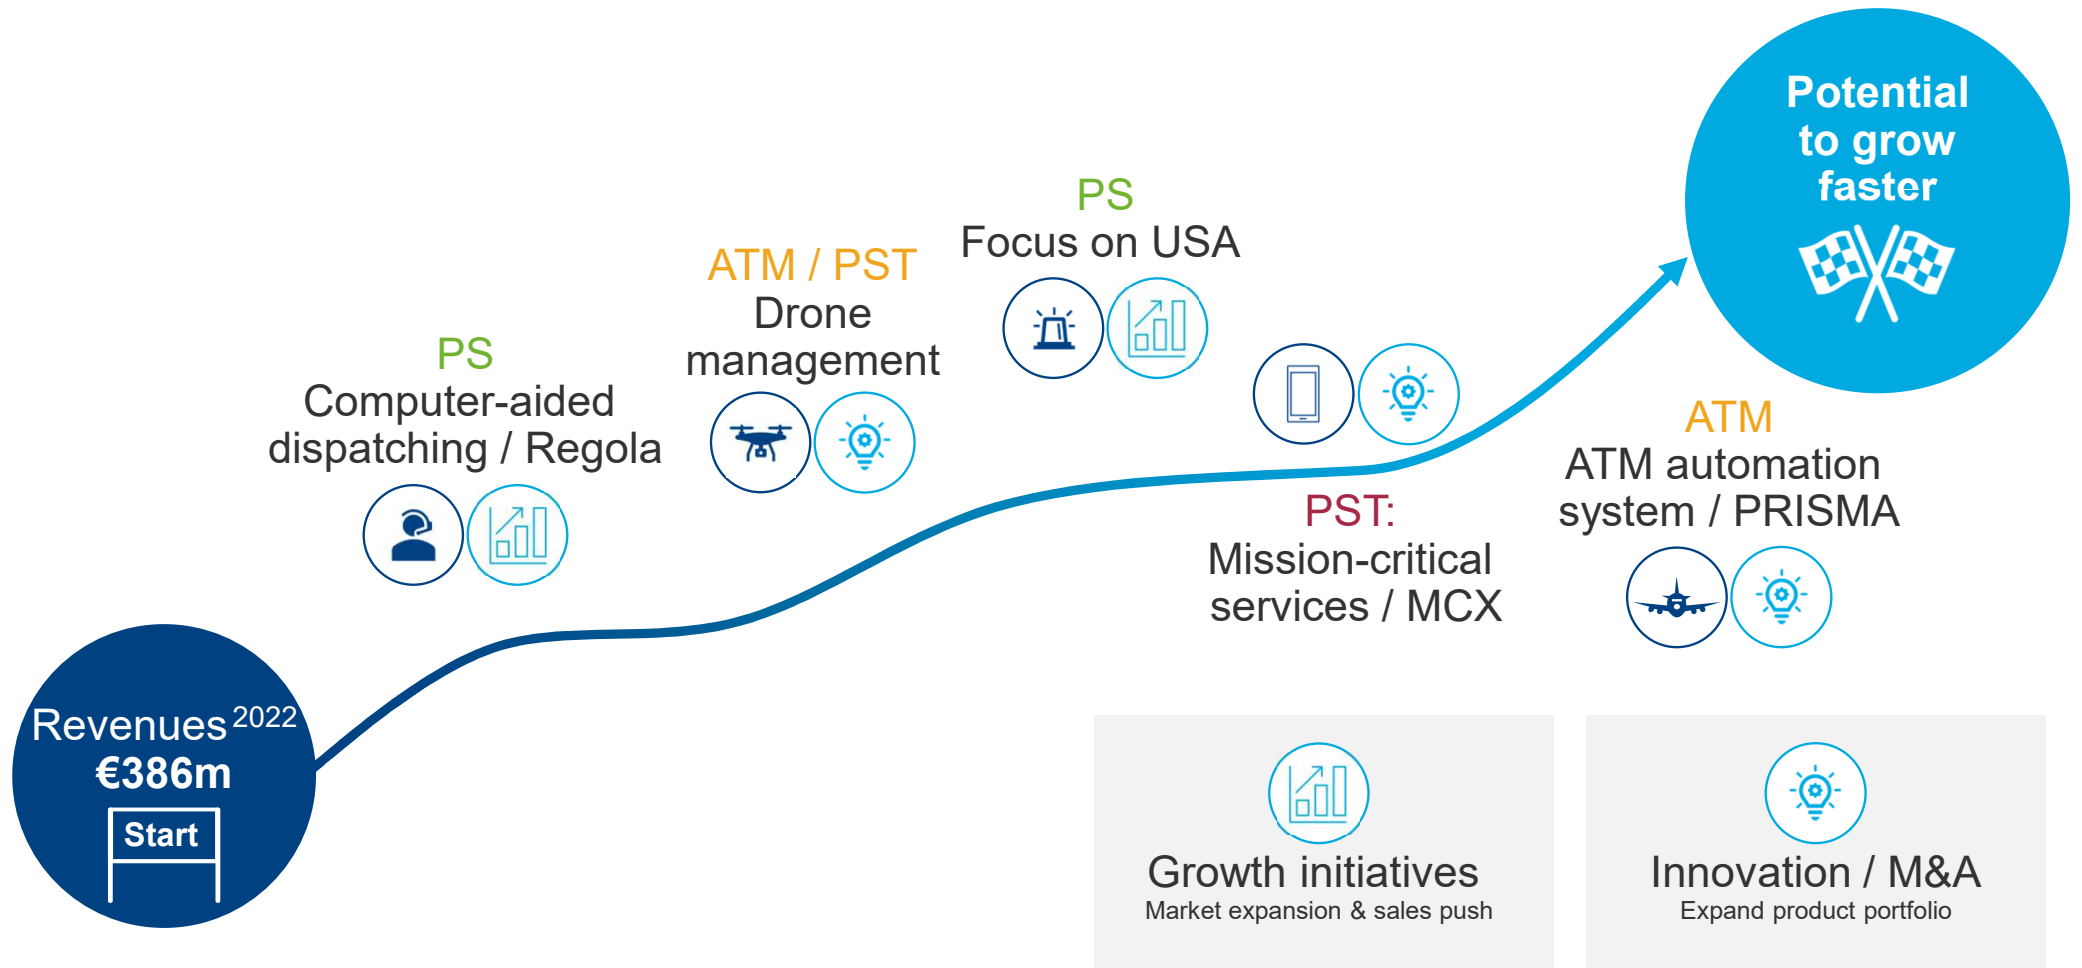 Potential
to grow
faster
PS
Focus on USA
ATM / PST
Drone
management
PS
Computer-aided
dispatching / Regola
ATM
ATM automation
system / PRISMA
PST:
Mission-critical
services / MCX
Revenues 2022
€386m
Start
Growth initiatives
Market expansion & sales push
Innovation / M&A
Expand product portfolio